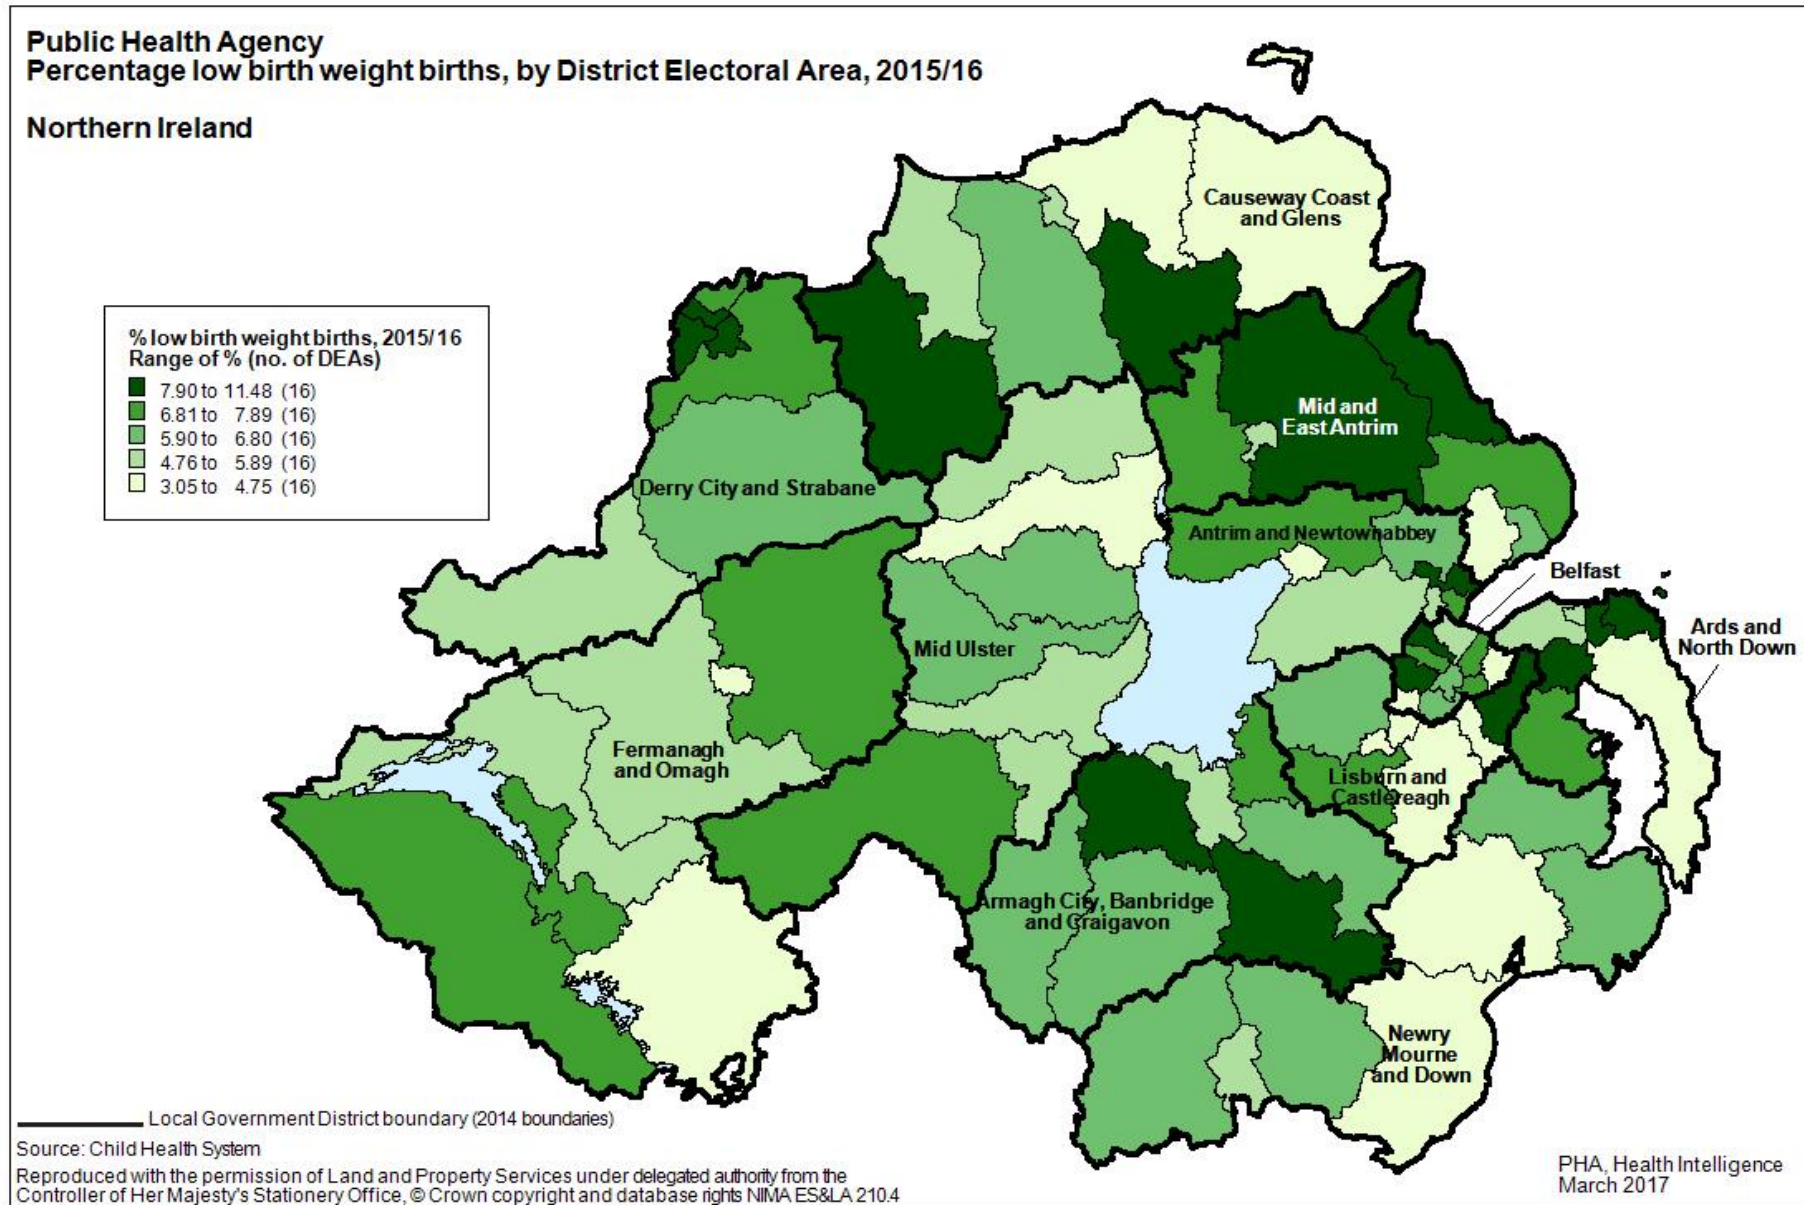 Public Health Agency
Percentage low birth weight births, by District Electoral Area, 2015/16
Northern Ireland
% low birth weight births, 2015/16
Range of % (no. of DEAs)
7.90 to 11.48 (16)
6.81 to 7.89 (16)
5.90 to 6.80 (16)
4.76 to 5.89 (16)
3.05 to 4.75 (16)
Causeway Coast
and Glens
Mid and
East Antrim
Derry City and Strabane
Antrim and Newtownabbey
Belfast
Ards and
North Down
Mid Ulster
Fermanagh
and Omagh
Lisburn and
Castlereagh
Armagh City, Banbridge
and Craigavon
Newry
Mourne
and Down
Local Government District boundary (2014 boundaries)
Source: Child Health System
Reproduced with the permission of Land and Property Services under delegated authority from the
Controller of Her Majesty's Stationery Office, © Crown copyright and database rights NIMA ES&LA 210.4
PHA, Health Intelligence
March 2017